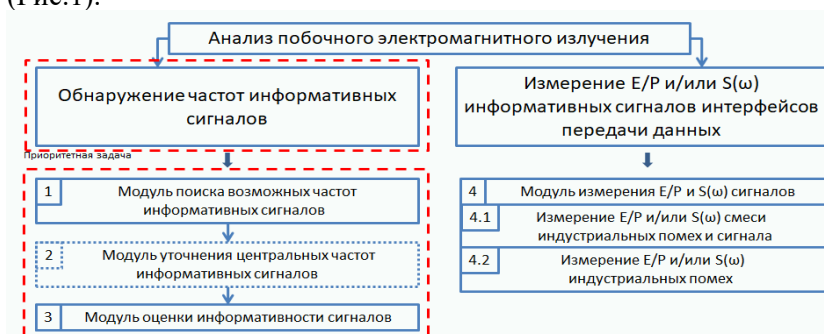 (Рис.1).
Анализ побочного электромагнитного излучения
Обнаружение частот информативных
сигналов
Измерение E/P и/или S(ω)
информативных сигналов интерфейсов
передачи данных
Приоритетная задача
1 Модуль поиска возможных частот
информативных сигналов
2 Модуль уточнения центральных частот
информативных сигналов
3 Модуль оценки информативности сигналов
4 Модуль измерения E/P и S(ω) сигналов
4.1 Измерение E/P и/или S(ω) смеси
индустриальных помех и сигнала
4.2 Измерение E/P и/или S(ω)
индустриальных помех